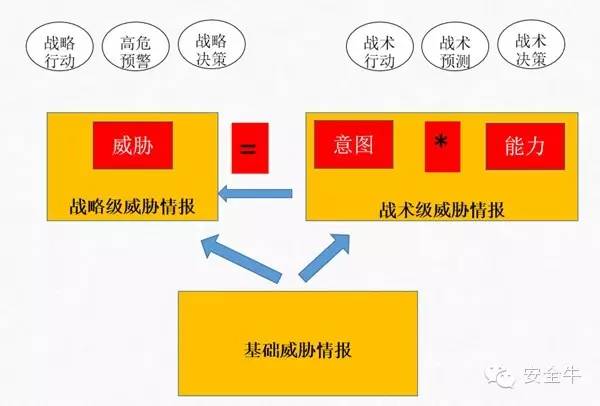 战略
行动
高危
预警
战略
决策
战术
行动
战术
预测
战术
决策
威胁
=
意图
*
能力
战略级威胁情报
战术级威胁情报
基础威胁情报
安全牛